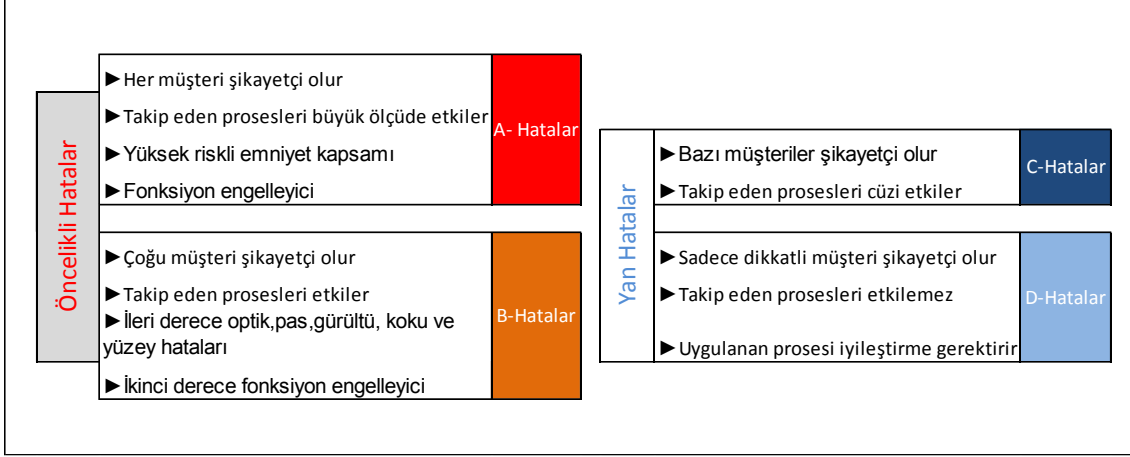 Öncelikli Hatalar
►Her müşteri şikayetçi olur
►Takip eden prosesleri büyük ölçüde etkiler
►Yüksek riskli emniyet kapsamı
►Fonksiyon engelleyici
A- Hatalar
►Çoğu müşteri şikayetçi olur
►Takip eden prosesleri etkiler
►İleri derece optik,pas,gürültü, koku ve
yüzey hataları
►İkinci derece fonksiyon engelleyici
B-Hatalar
Yan Hatalar
►Bazı müşteriler şikayetçi olur
►Takip eden prosesleri cüzi etkiler
C-Hatalar
►Sadece dikkatli müşteri şikayetçi olur
►Takip eden prosesleri etkilemez
►Uygulanan prosesi iyileştirme gerektirir
D-Hatalar